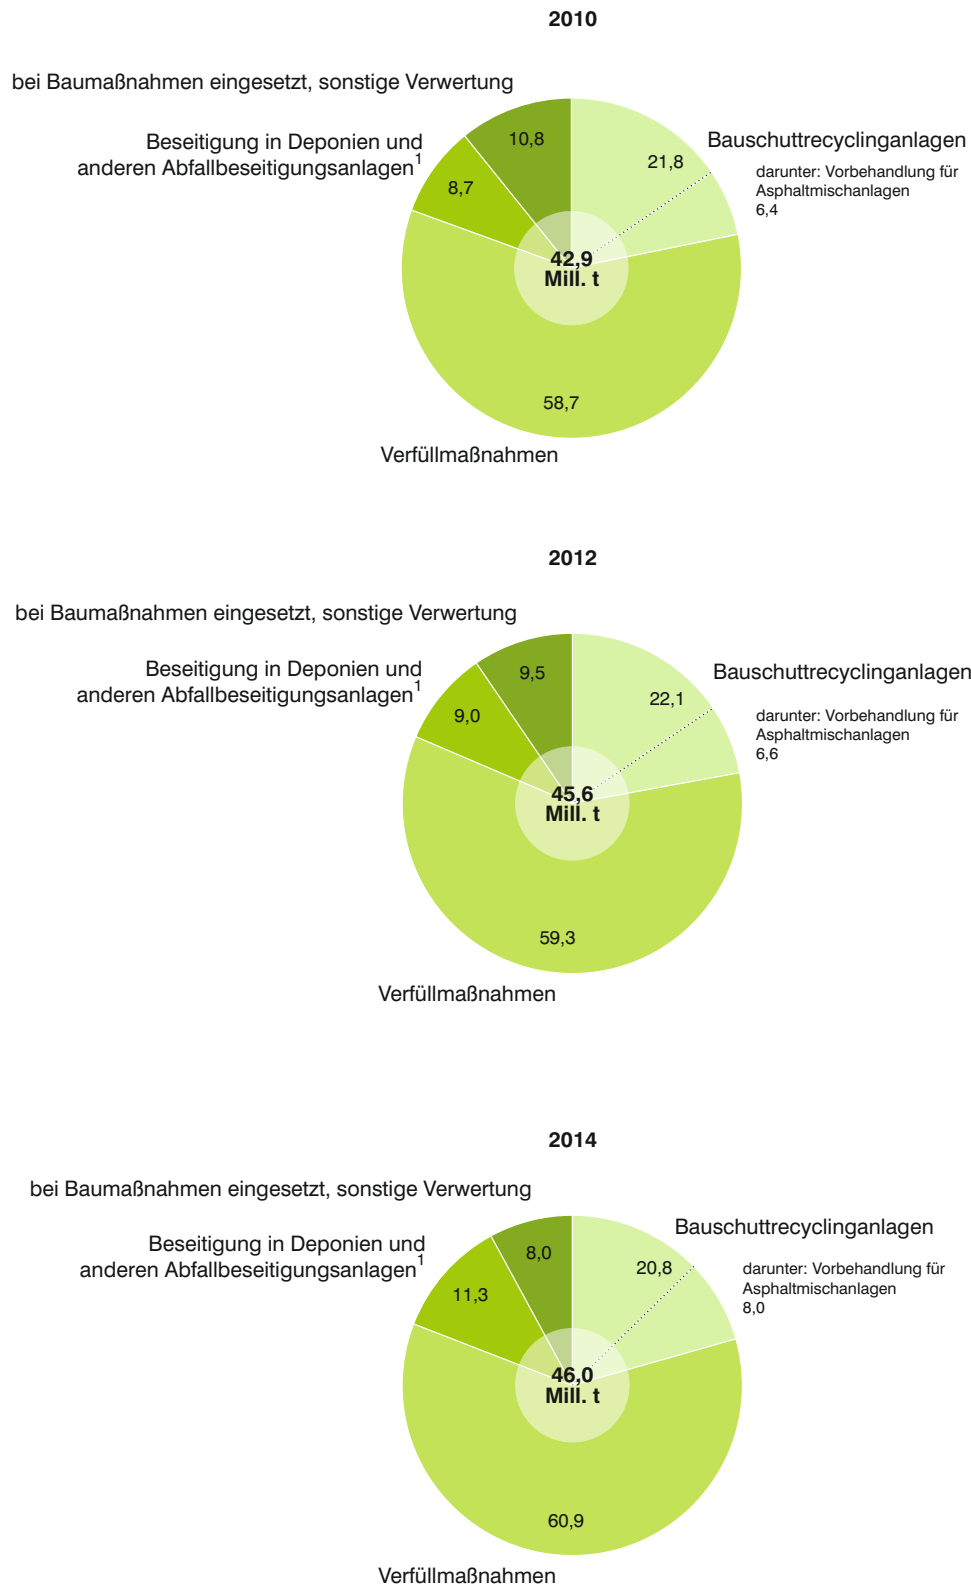 2010
bei Baumaßnahmen eingesetzt, sonstige Verwertung
Beseitigung in Deponien und
anderen Abfallbeseitigungsanlagen¹
Bauschuttrecyclinganlagen
darunter: Vorbehandlung für
Asphaltmischanlagen
6,4
10,8
21,8
8,7
42,9
Mill. t
58,7
Verfüllmaßnahmen
2012
bei Baumaßnahmen eingesetzt, sonstige Verwertung
Beseitigung in Deponien und
anderen Abfallbeseitigungsanlagen¹
Bauschuttrecyclinganlagen
darunter: Vorbehandlung für
Asphaltmischanlagen
6,6
9,5
22,1
9,0
45,6
Mill. t
59,3
Verfüllmaßnahmen
2014
bei Baumaßnahmen eingesetzt, sonstige Verwertung
Beseitigung in Deponien und
anderen Abfallbeseitigungsanlagen¹
Bauschuttrecyclinganlagen
darunter: Vorbehandlung für
Asphaltmischanlagen
8,0
8,0
20,8
11,3
46,0
Mill. t
60,9
Verfüllmaßnahmen